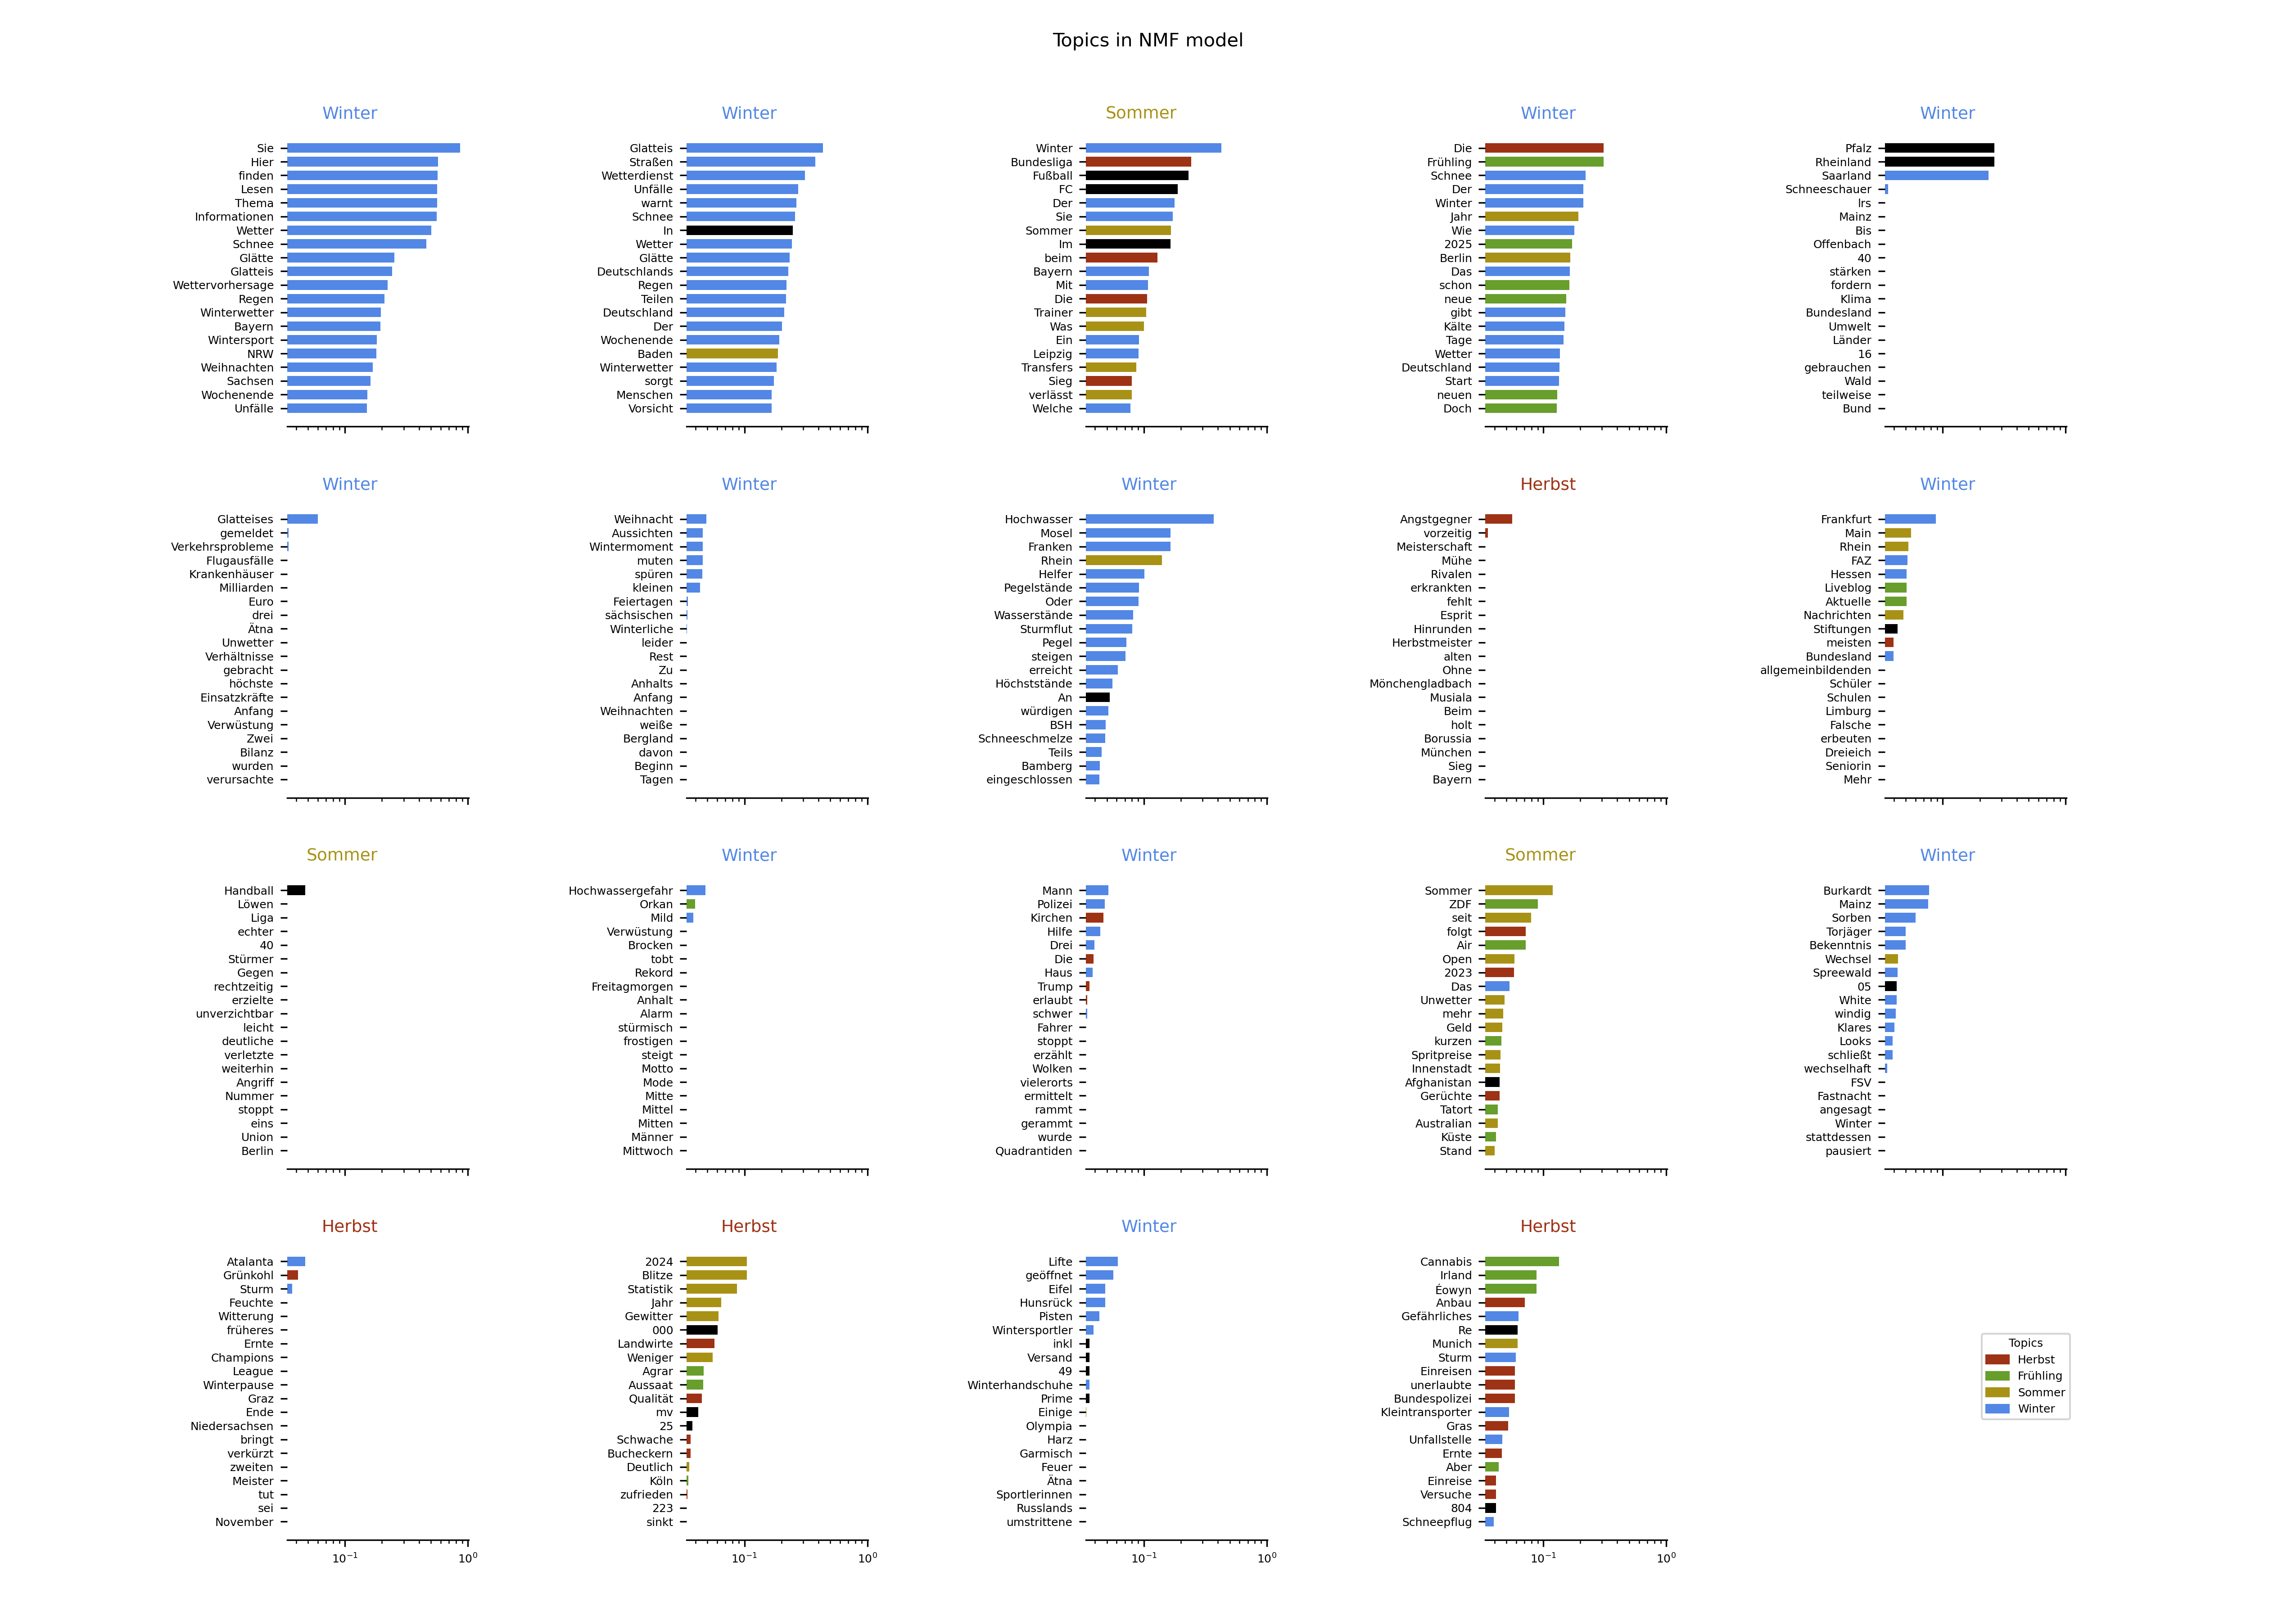 Topics in NMF model
Winter
Sie
Hier
finden
Lesen
Thema
Informationen
Wetter
Schnee
Glätte
Glatteis
Wettervorhersage
Regen
Winterwetter
Bayern
Wintersport
NRW
Weihnachten
Sachsen
Wochenende
Unfälle
Winter
Glatteis
Straßen
Wetterdienst
Unfälle
warnt
Schnee
In
Wetter
Glätte
Deutschlands
Regen
Teilen
Deutschland
Der
Wochenende
Baden
Winterwetter
sorgt
Menschen
Vorsicht
Sommer
Winter
Bundesliga
Fußball
FC
Der
Sie
Sommer
Im
beim
Bayern
Mit
Die
Trainer
Was
Ein
Leipzig
Transfers
Sieg
verlässt
Welche
Winter
Die
Frühling
Schnee
Der
Winter
Jahr
Wie
2025
Berlin
Das
schon
neue
gibt
Kälte
Tage
Wetter
Deutschland
Start
neuen
Doch
Winter
Pfalz
Rheinland
Saarland
Schneeschauer
lrs
Mainz
Bis
Offenbach
40
stärken
fordern
Klima
Bundesland
Umwelt
Länder
16
gebrauchen
Wald
teilweise
Bund
Winter
Glatteises
gemeldet
Verkehrsprobleme
Flugausfälle
Krankenhäuser
Milliarden
Euro
drei
Ätna
Unwetter
Verhältnisse
gebracht
höchste
Einsatzkräfte
Anfang
Verwüstung
Zwei
Bilanz
wurden
verursachte
Winter
Weihnacht
Aussichten
Wintermoment
muten
spüren
kleinen
Feiertagen
sächsischen
Winterliche
leider
Rest
Zu
Anhalts
Anfang
Weihnachten
weiße
Bergland
davon
Beginn
Tagen
Winter
Hochwasser
Mosel
Franken
Rhein
Helfer
Pegelstände
Oder
Wasserstände
Sturmflut
Pegel
steigen
erreicht
Höchststände
An
würdigen
BSH
Schneeschmelze
Teils
Bamberg
eingeschlossen
Herbst
Angstgegner
vorzeitig
Meisterschaft
Mühe
Rivalen
erkrankten
fehlt
Esprit
Hinrunden
Herbstmeister
alten
Ohne
Mönchengladbach
Musiala
Beim
holt
Borussia
München
Sieg
Bayern
Winter
Frankfurt
Main
Rhein
FAZ
Hessen
Liveblog
Aktuelle
Nachrichten
Stiftungen
meisten
Bundesland
allgemeinbildenden
Schüler
Schulen
Limburg
Falsche
erbeuten
Dreieich
Seniorin
Mehr
Sommer
Handball
Löwen
Liga
echter
40
Stürmer
Gegen
rechtzeitig
erzielte
unverzichtbar
leicht
deutliche
verletzte
weiterhin
Angriff
Nummer
stoppt
eins
Union
Berlin
Winter
Hochwassergefahr
Orkan
Mild
Verwüstung
Brocken
tobt
Rekord
Freitagmorgen
Anhalt
Alarm
stürmisch
frostigen
steigt
Motto
Mode
Mitte
Mittel
Mitten
Männer
Mittwoch
Winter
Mann
Polizei
Kirchen
Hilfe
Drei
Die
Haus
Trump
erlaubt
schwer
Fahrer
stoppt
erzählt
Wolken
vielerorts
ermittelt
rammt
gerammt
wurde
Quadrantiden
Sommer
Sommer
ZDF
seit
folgt
Air
Open
2023
Das
Unwetter
mehr
Geld
kurzen
Spritpreise
Innenstadt
Afghanistan
Gerüchte
Tatort
Australian
Küste
Stand
Winter
Burkardt
Mainz
Sorben
Torjäger
Bekenntnis
Wechsel
Spreewald
05
White
windig
Klares
Looks
schließt
wechselhaft
FSV
Fastnacht
angesagt
Winter
stattdessen
pausiert
Herbst
Atalanta
Grünkohl
Sturm
Feuchte
Witterung
früheres
Ernte
Champions
League
Winterpause
Graz
Ende
Niedersachsen
bringt
verkürzt
zweiten
Meister
tut
sei
November
10⁻¹ 10⁰
Herbst
2024
Blitze
Statistik
Jahr
Gewitter
000
Landwirte
Weniger
Agrar
Aussaat
Qualität
mv
25
Schwache
Bucheckern
Deutlich
Köln
zufrieden
223
sinkt
10⁻¹ 10⁰
Winter
Lifte
geöffnet
Eifel
Hunsrück
Pisten
Wintersportler
inkl
Versand
49
Winterhandschuhe
Prime
Einige
Olympia
Harz
Garmisch
Feuer
Ätna
Sportlerinnen
Russlands
umstrittene
10⁻¹ 10⁰
Herbst
Cannabis
Irland
Éowyn
Anbau
Gefährliches
Re
Munich
Sturm
Einreisen
unerlaubte
Bundespolizei
Kleintransporter
Gras
Unfallstelle
Ernte
Aber
Einreise
Versuche
804
Schneepflug
10⁻¹ 10⁰
Topics
Herbst
Frühling
Sommer
Winter